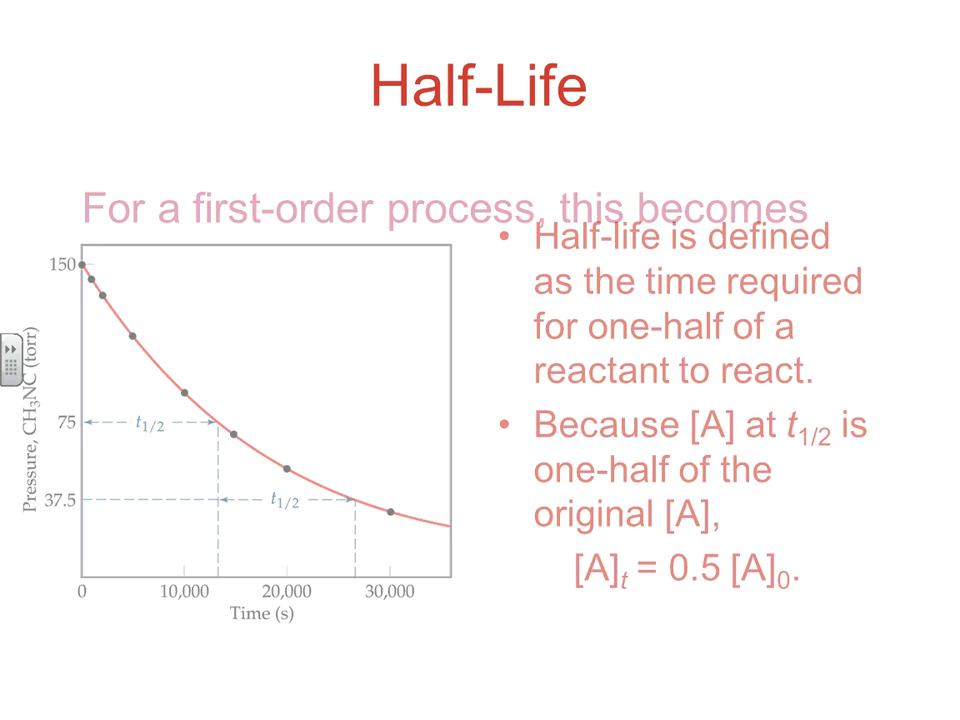 Half-Life
For a first-order process, this becomes
• Half-life is defined
as the time required
for one-half of a
reactant to react.
• Because [A] at t1/2 is
one-half of the
original [A],
[A]t = 0.5 [A]0.
Pressure, CH3NC (torr)
150
75
37.5
t1/2
t1/2
0
10,000
20,000
30,000
Time (s)